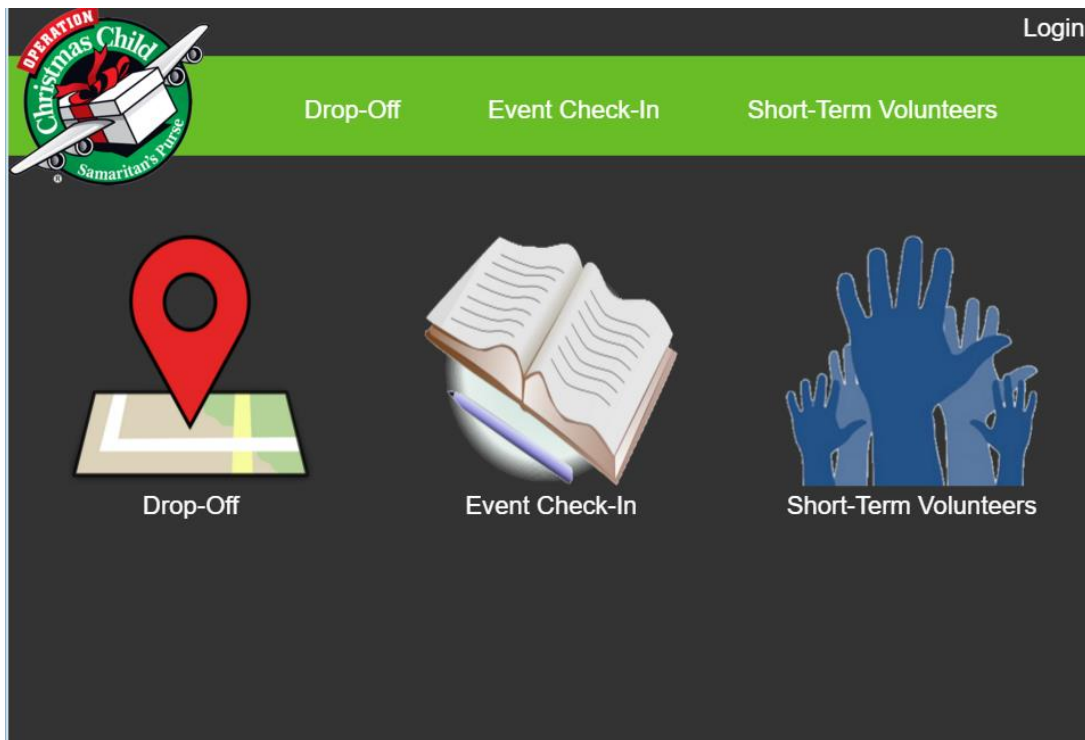 Login
OPERATION
Christmas Child
Samaritan's Purse
®
Drop-Off
Event Check-In
Short-Term Volunteers
Drop-Off
Event Check-In
Short-Term Volunteers